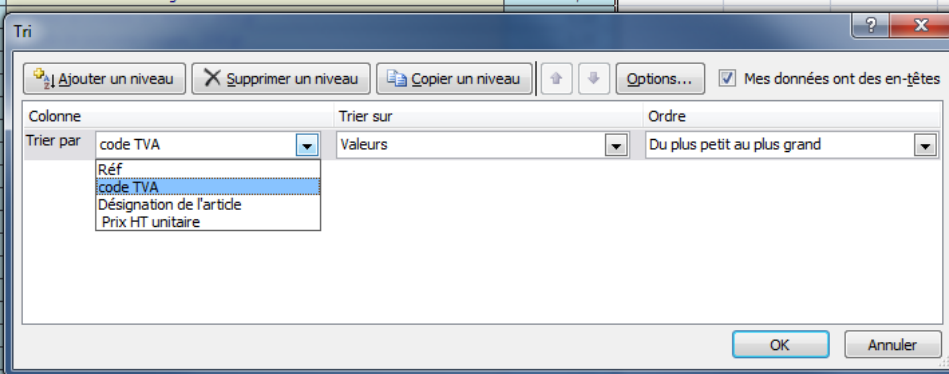 Tri
Ajouter un niveau Supprimer un niveau Copier un niveau Options... Mes données ont des en-têtes
Colonne Trier sur Ordre
Trier par code TVA Valeurs Du plus petit au plus grand
Réf
code TVA
Désignation de l'article
Prix HT unitaire
OK Annuler